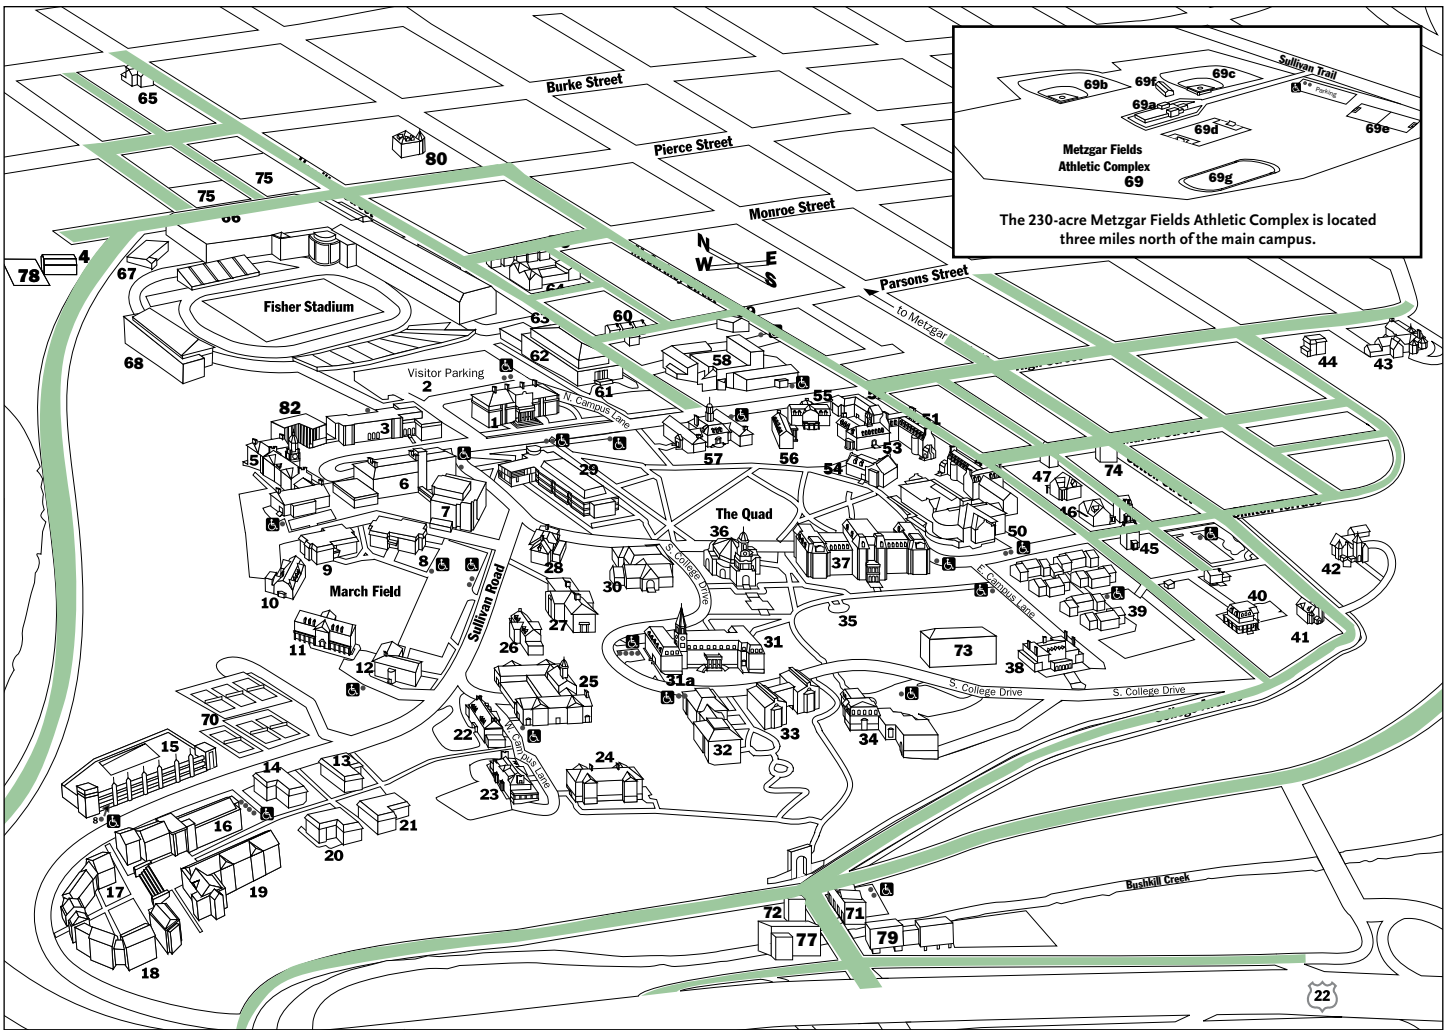 Burke Street
Pierce Street
Monroe Street
Parsons Street
to Metzgar
N
W
E
S
Sullivan Trail
Parking
69b
69f
69c
69a
69d
69e
69g
Metzgar Fields
Athletic Complex
69
The 230-acre Metzgar Fields Athletic Complex is located
three miles north of the main campus.
65
80
75
75
66
4
78
67
Fisher Stadium
68
64
63
60
62
61
58
Visitor Parking
2
N. Campus Lane
1
82
3
5
6
7
29
57
56
55
53
54
51
50
47
74
46
45
44
43
42
The Quad
36
37
S. College Drive
E. Campus Lane
8
9
10
March Field
Sullivan Road
28
30
27
26
11
12
35
39
40
41
38
73
31
31a
S. College Drive
S. College Drive
25
22
N. Campus Lane
23
24
32
33
34
70
15
14
13
16
8
21
20
19
17
18
Bushkill Creek
72
71
77
79
22